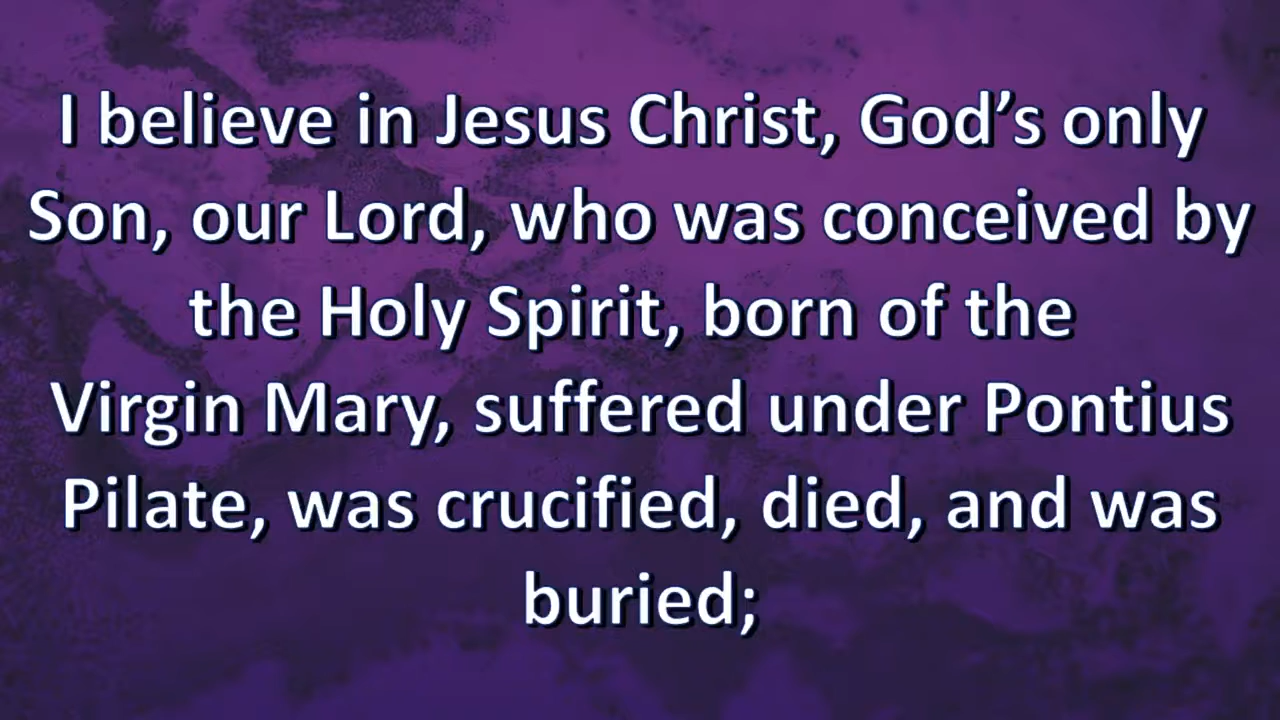 I believe in Jesus Christ, God’s only
Son, our Lord, who was conceived by
the Holy Spirit, born of the
Virgin Mary, suffered under Pontius
Pilate, was crucified, died, and was
buried;